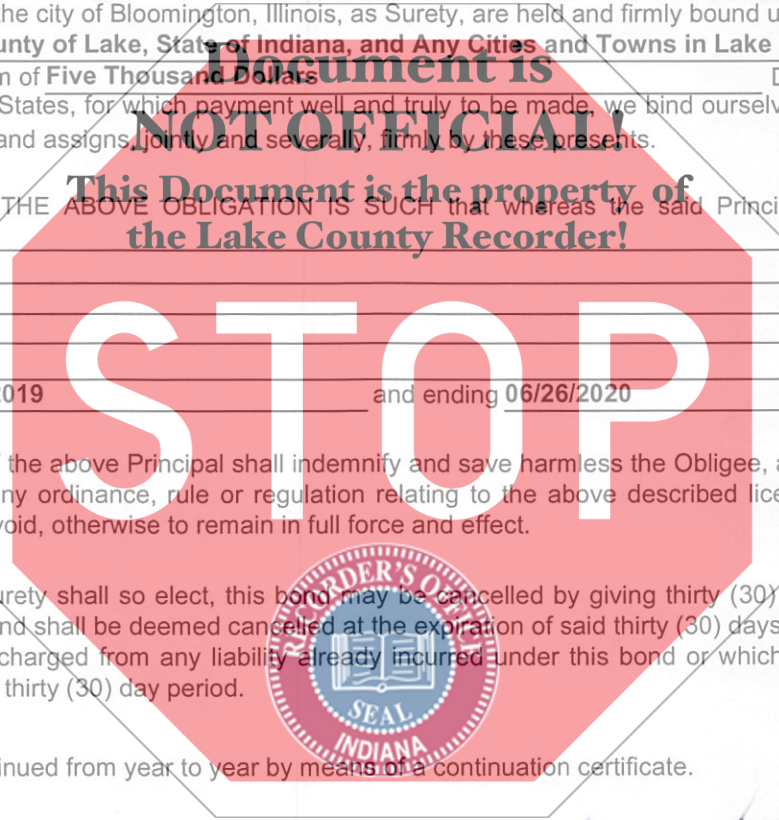 the city of Bloomington, Illinois, as Surety, are held and firmly bound u
unty of Lake, State of Indiana, and Any Cities and Towns in Lake
Document is
m of Five Thousand Dollars D
States, for which payment well and truly to be made, we bind ourselv
NOT OFFICIAL!
and assigns, jointly and severally, firmly by these presents.
This Document is the property of
THE ABOVE OBLIGATION IS SUCH that whereas the said Princi
the Lake County Recorder!
STOP
2019 and ending 06/26/2020
f the above Principal shall indemnify and save harmless the Obligee, a
ny ordinance, rule or regulation relating to the above described lice
void, otherwise to remain in full force and effect.
urety shall so elect, this bond may be cancelled by giving thirty (30)
nd shall be deemed cancelled at the expiration of said thirty (30) days
charged from any liability already incurred under this bond or which
thirty (30) day period.
RECORDER'S OFFICE
SEAL
INDIANA
inued from year to year by means of a continuation certificate.